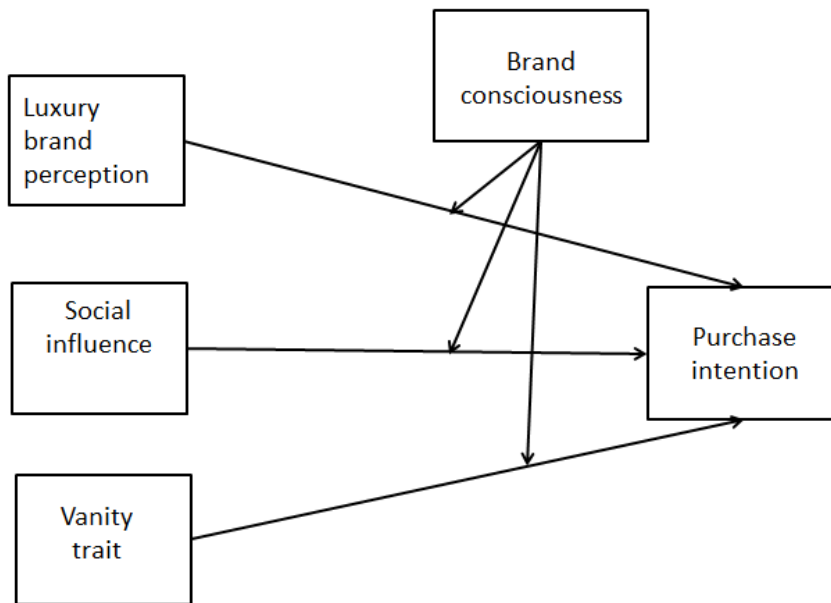 Brand
consciousness
Luxury
brand
perception
Social
influence
Purchase
intention
Vanity
trait